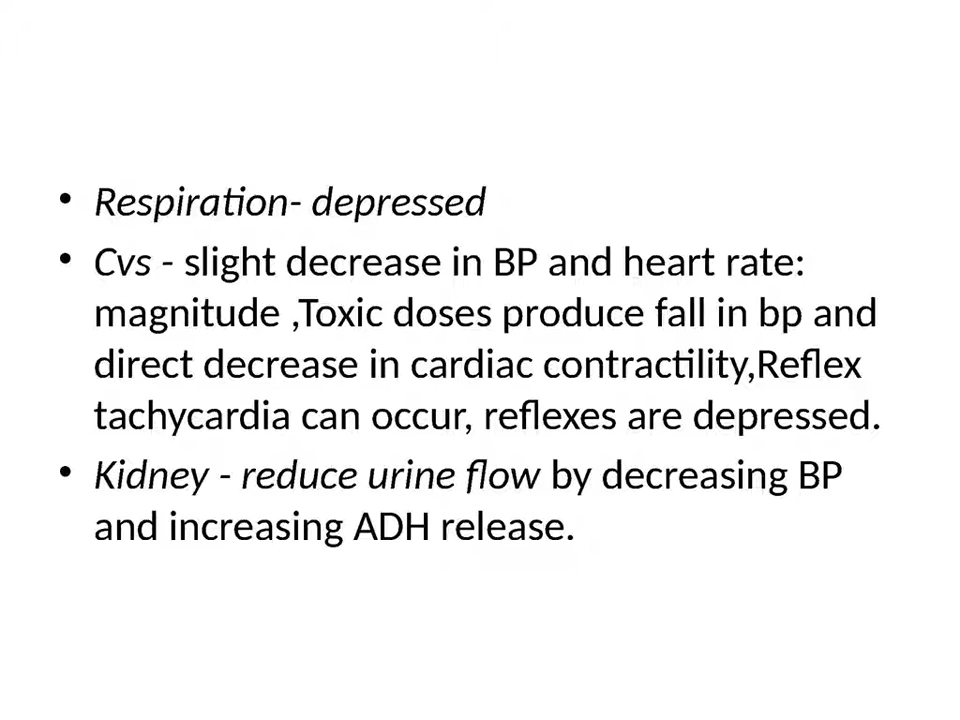 • Respiration- depressed
• Cvs - slight decrease in BP and heart rate:
magnitude ,Toxic doses produce fall in bp and
direct decrease in cardiac contractility,Reflex
tachycardia can occur, reflexes are depressed.
• Kidney - reduce urine flow by decreasing BP
and increasing ADH release.